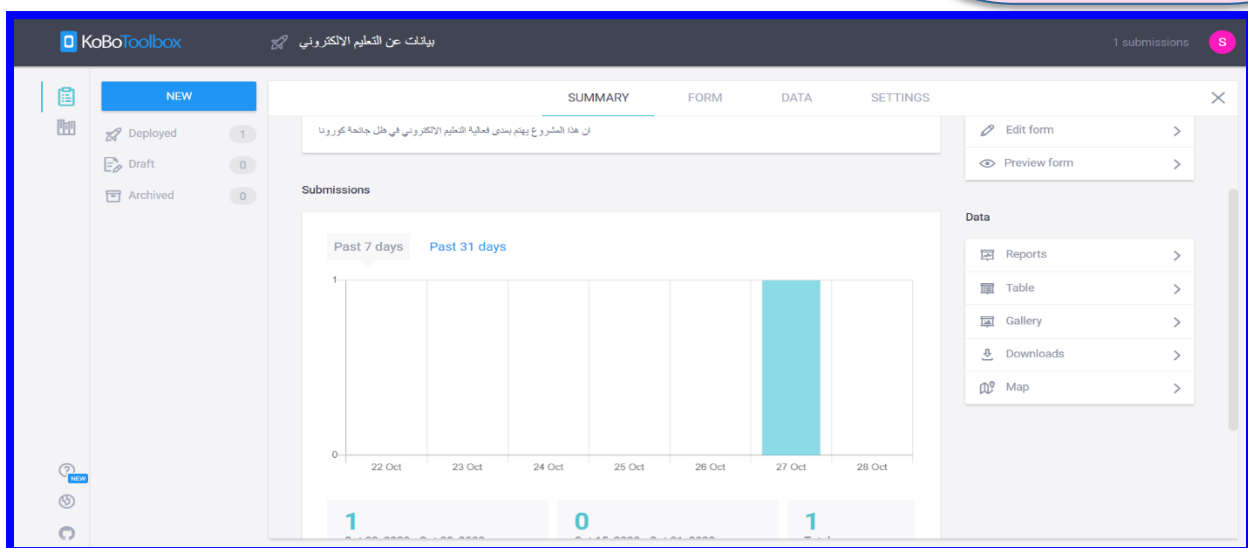 KoBoToolbox
بيانات عن التعليم الالكتروني
1 submissions
S
NEW
Deployed 1
Draft 0
Archived 0
NEW
SUMMARY FORM DATA SETTINGS
ان هذا المشروع يهتم بمدى فعالية التعليم الالكتروني في ظل جائحة كورونا
Edit form
Preview form
Submissions
Past 7 days Past 31 days
1
0
22 Oct 23 Oct 24 Oct 25 Oct 26 Oct 27 Oct 28 Oct
1
0
1
Data
Reports
Table
Gallery
Downloads
Map